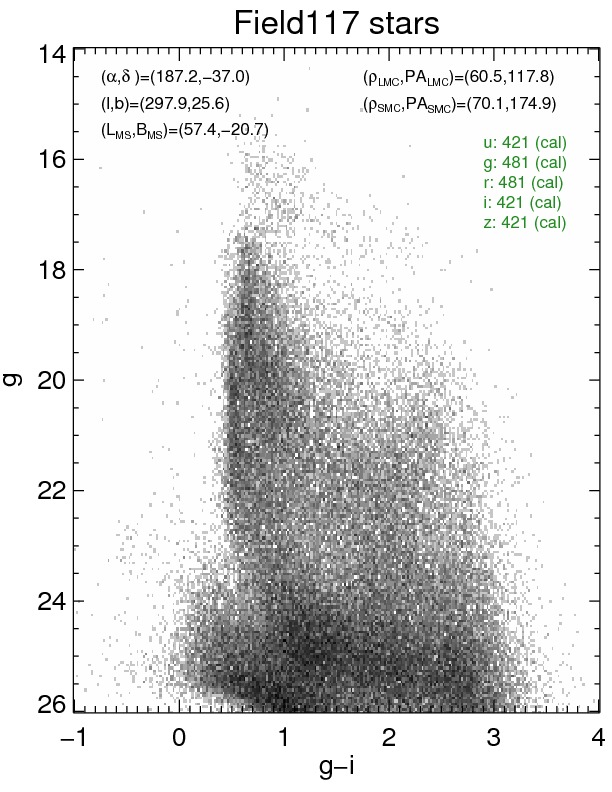 Field117 stars
(α,δ)=(187.2,−37.0)
(ρLMC,PALMC)=(60.5,117.8)
(l,b)=(297.9,25.6)
(ρSMC,PASMC)=(70.1,174.9)
(LMS,BMS)=(57.4,−20.7)
u: 421 (cal)
g: 481 (cal)
r: 481 (cal)
i: 421 (cal)
z: 421 (cal)
14
16
18
20
22
24
26
g
−1 0 1 2 3 4
g−i